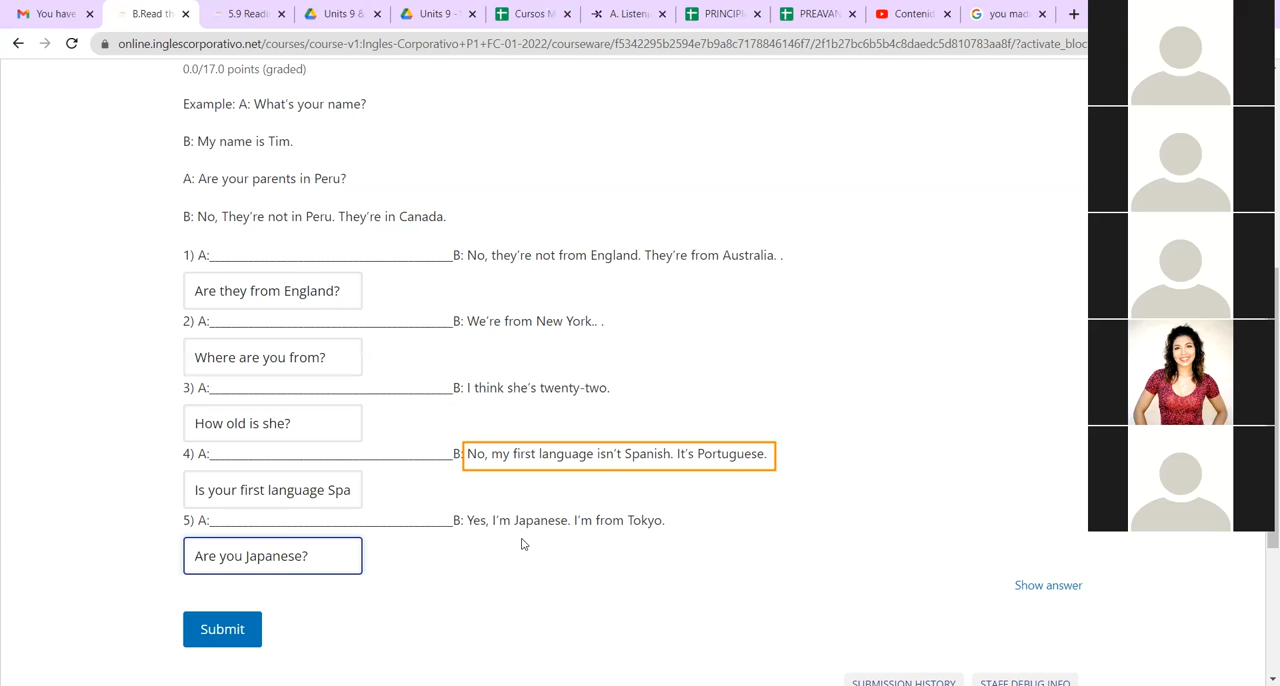 You have
B.Read th
5.9 Readi
Units 9 &
Units 9 -
Cursos M
A. Listen
PRINCIPI
PREAVAN
Contenid
you mad
online.inglescorporativo.net/courses/course-v1:Ingles-Corporativo+P1+FC-01-2022/courseware/f5342295b2594e7b9a8c7178846146f7/2f1b27bc6b5b4c8daedc5d810783aa8f/?activate_bloc
0.0/17.0 points (graded)
Example: A: What's your name?
B: My name is Tim.
A: Are your parents in Peru?
B: No, They're not in Peru. They're in Canada.
1) A:___________________________________B: No, they're not from England. They're from Australia. .
Are they from England?
2) A:___________________________________B: We're from New York.. .
Where are you from?
3) A:___________________________________B: I think she's twenty-two.
How old is she?
4) A:___________________________________B: No, my first language isn't Spanish. It's Portuguese.
Is your first language Spa
5) A:___________________________________B: Yes, I'm Japanese. I'm from Tokyo.
Are you Japanese?
Show answer
Submit
SUBMISSION HISTORY STAFF DEBUG INFO